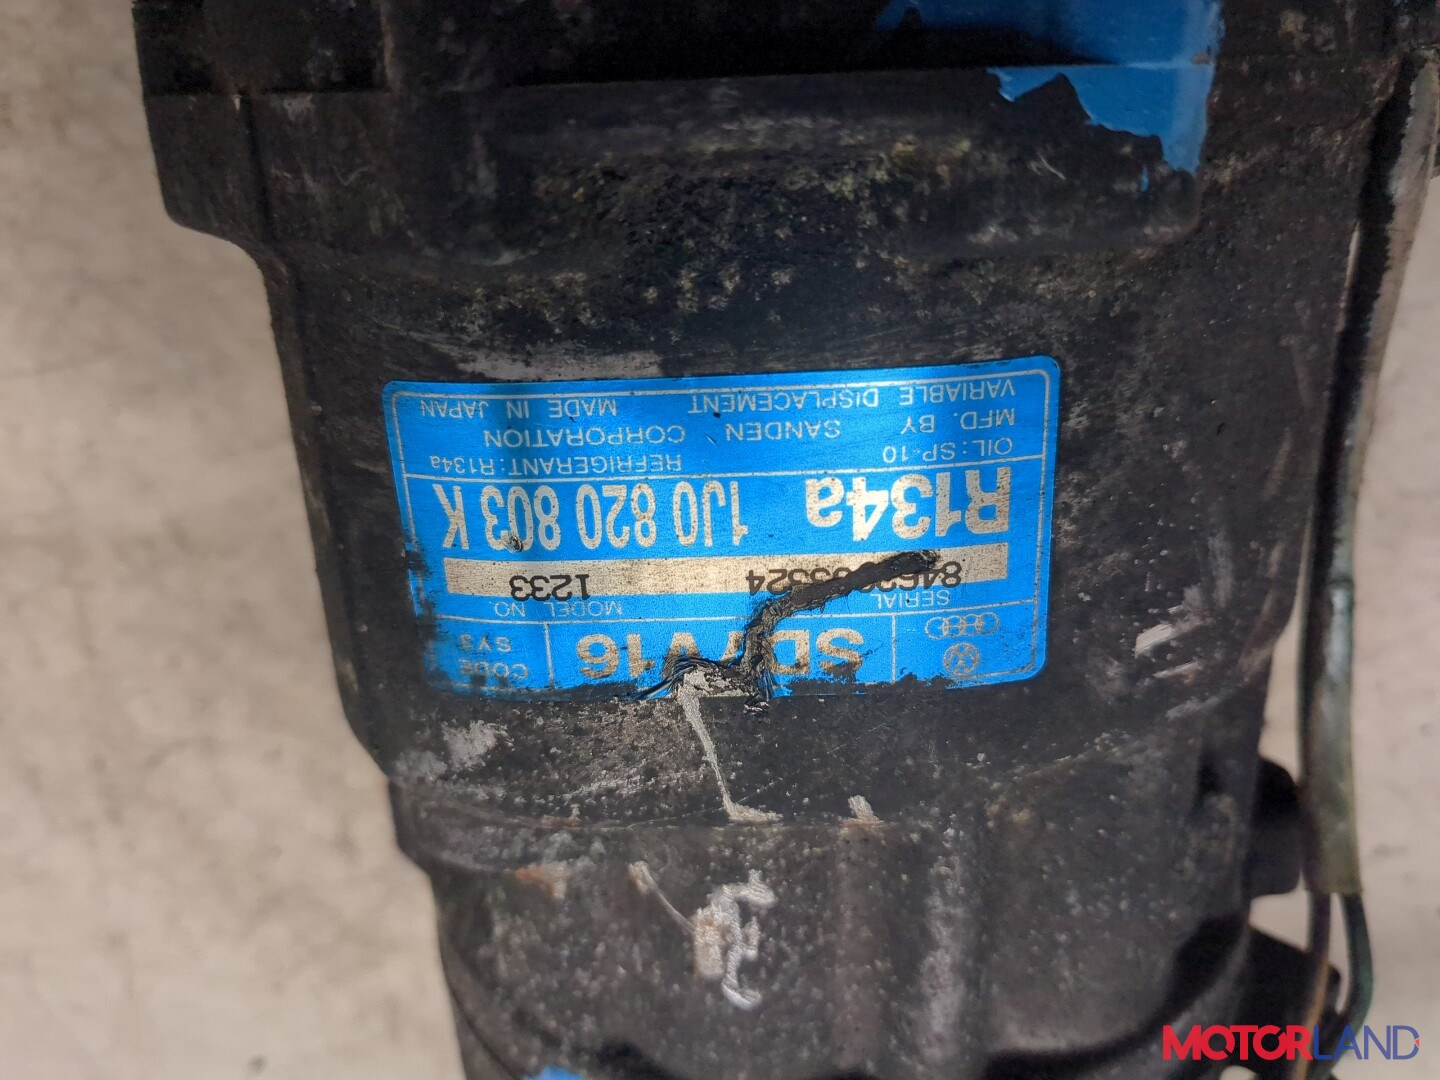 SD7V16 CODE
SYS
SERIAL MODEL NO.
1233
R134a 1J0 820 803 K
OIL:SP-10 REFRIGERANT:R134a
MFD. BY SANDEN CORPORATION
VARIABLE DISPLACEMENT MADE IN JAPAN
MOTORLAND